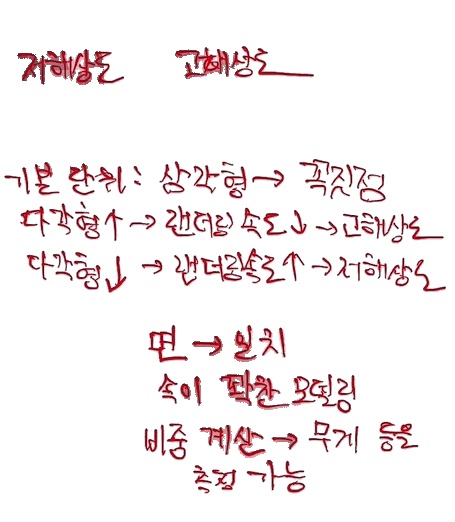 저해상도 고해상도
기본 단위: 삼각형 → 꼭짓점
다각형↑ → 랜더링 속도↓ → 고해상도
다각형↓ → 랜더링속도↑ → 저해상도
면 → 일치
속이 꽉찬 모델링
비중 계산 → 무게 등을
측정 가능